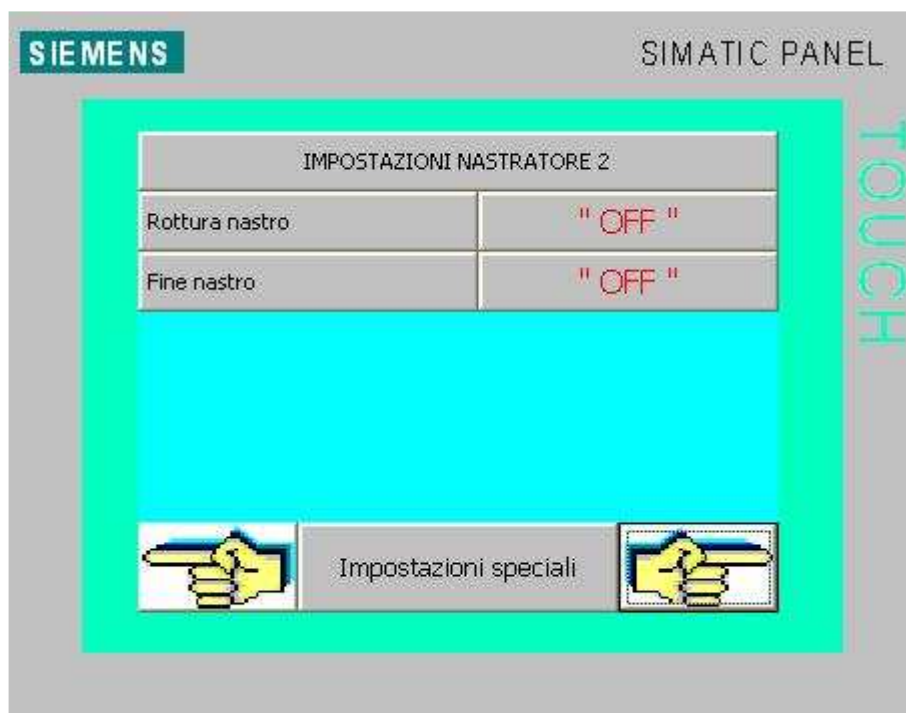 SIEMENS
SIMATIC PANEL
TOUCH
IMPOSTAZIONI NASTRATORE 2
Rottura nastro " OFF "
Fine nastro " OFF "
Impostazioni speciali